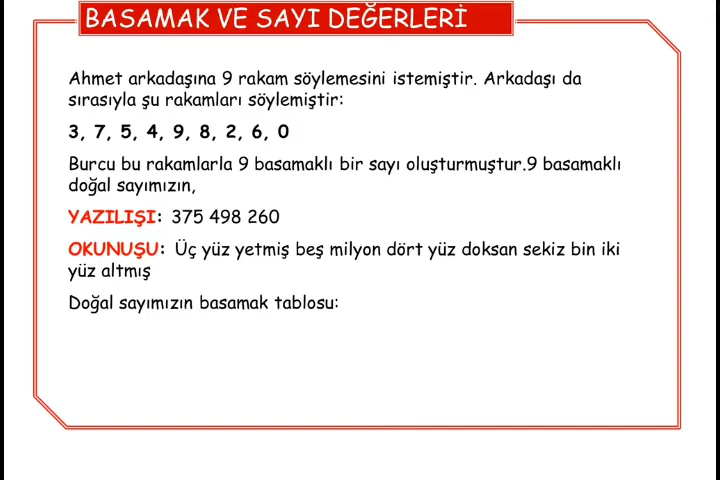 BASAMAK VE SAYI DEĞERLERİ
Ahmet arkadaşına 9 rakam söylemesini istemiştir. Arkadaşı da
sırasıyla şu rakamları söylemiştir:
3, 7, 5, 4, 9, 8, 2, 6, 0
Burcu bu rakamlarla 9 basamaklı bir sayı oluşturmuştur.9 basamaklı
doğal sayımızın,
YAZILIŞI: 375 498 260
OKUNUŞU: Üç yüz yetmiş beş milyon dört yüz doksan sekiz bin iki
yüz altmış
Doğal sayımızın basamak tablosu: